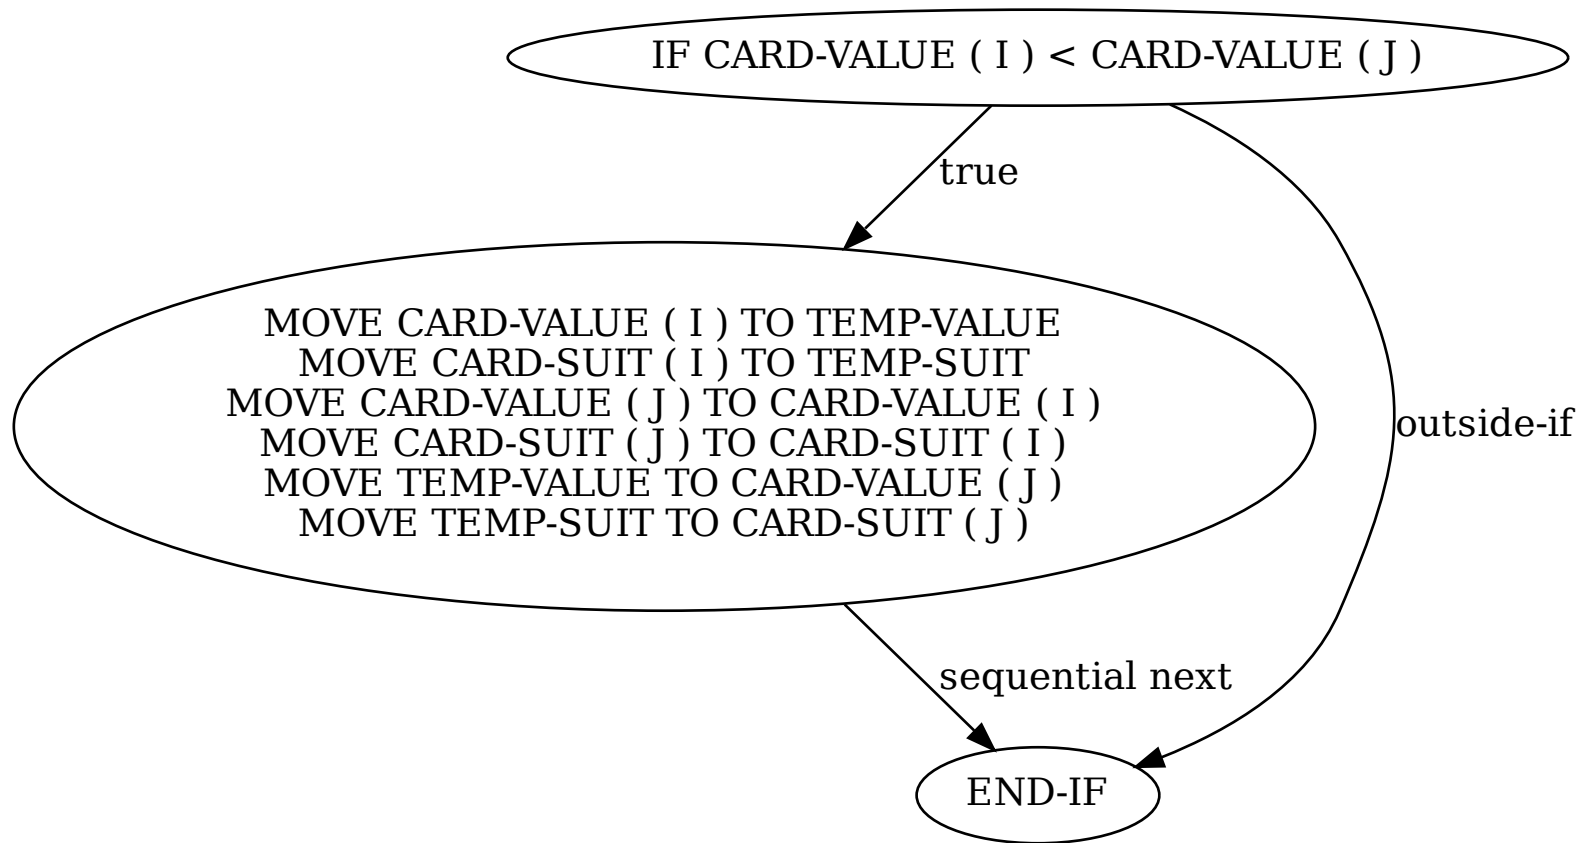 IF CARD-VALUE ( I ) < CARD-VALUE ( J )
true
MOVE CARD-VALUE ( I ) TO TEMP-VALUE
MOVE CARD-SUIT ( I ) TO TEMP-SUIT
MOVE CARD-VALUE ( J ) TO CARD-VALUE ( I )
MOVE CARD-SUIT ( J ) TO CARD-SUIT ( I )
MOVE TEMP-VALUE TO CARD-VALUE ( J )
MOVE TEMP-SUIT TO CARD-SUIT ( J )
outside-if
sequential next
END-IF